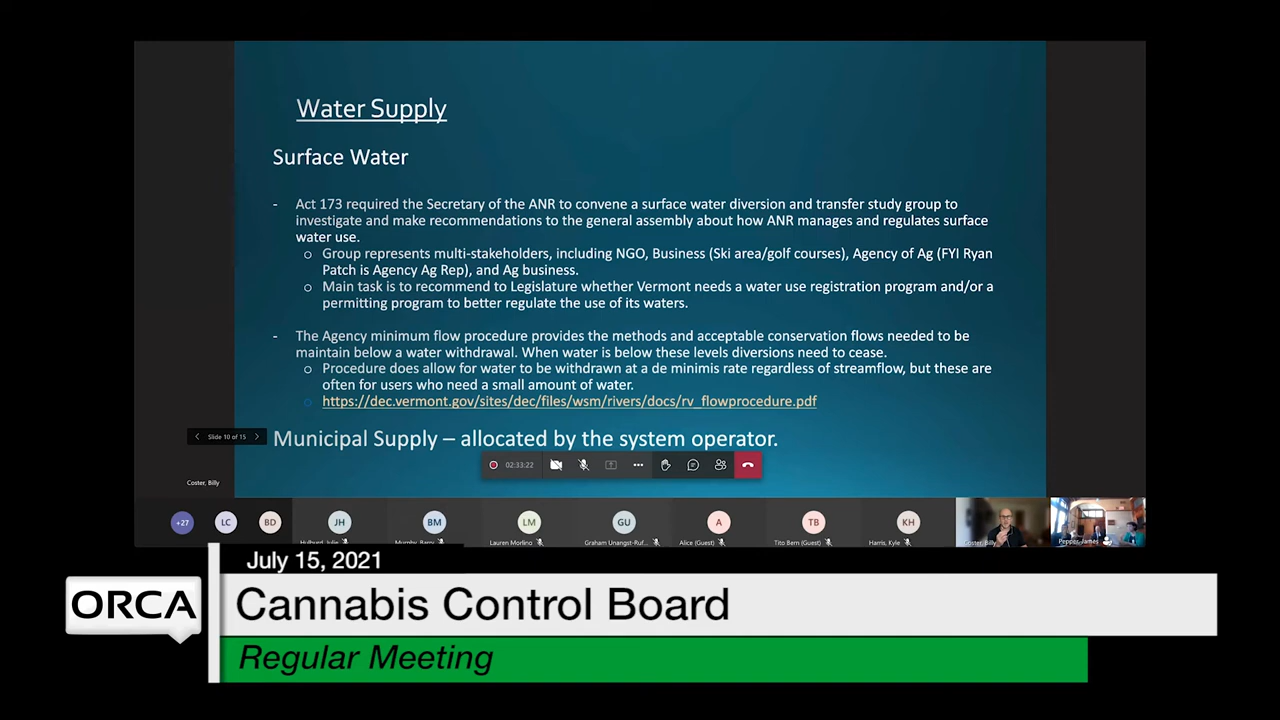 Water Supply
Surface Water
- Act 173 required the Secretary of the ANR to convene a surface water diversion and transfer study group to
investigate and make recommendations to the general assembly about how ANR manages and regulates surface
water use.
o Group represents multi-stakeholders, including NGO, Business (Ski area/golf courses), Agency of Ag (FYI Ryan
Patch is Agency Ag Rep), and Ag business.
o Main task is to recommend to Legislature whether Vermont needs a water use registration program and/or a
permitting program to better regulate the use of its waters.
- The Agency minimum flow procedure provides the methods and acceptable conservation flows needed to be
maintain below a water withdrawal. When water is below these levels diversions need to cease.
o Procedure does allow for water to be withdrawn at a de minimis rate regardless of streamflow, but these are
often for users who need a small amount of water.
o https://dec.vermont.gov/sites/dec/files/wsm/rivers/docs/rv_flowprocedure.pdf
Slide 10 of 15
Municipal Supply – allocated by the system operator.
02:33:22
Coster, Billy
+27 LC BD JH BM LM GU A TB KH
Hulburd, Julie Murphy, Barry Lauren Morlino Graham Unangst-Ruf... Alice (Guest) Tito Bern (Guest) Harris, Kyle Coster, Billy Pepper, James
July 15, 2021
ORCA
Cannabis Control Board
Regular Meeting